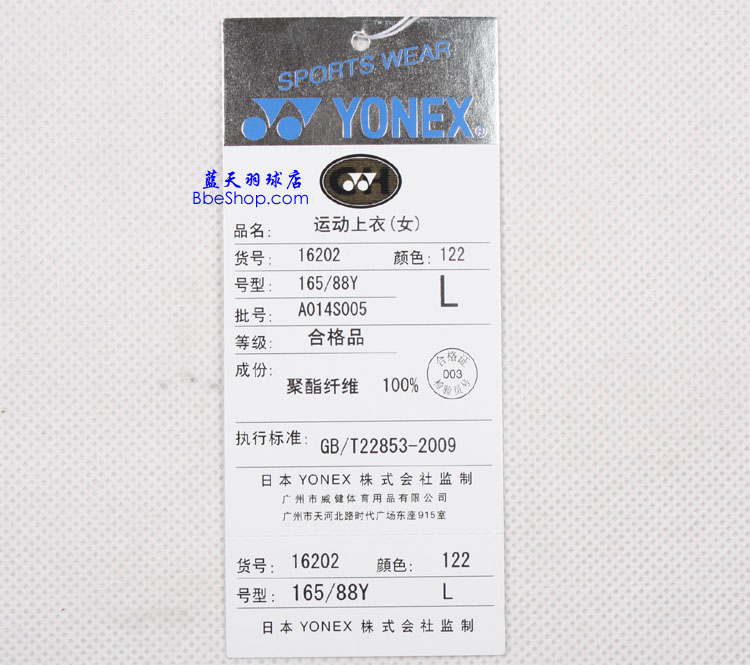 SPORTS WEAR
YONEX®
蓝天羽球店
BbeShop.com
GH
品名: 运动上衣(女)
货号: 16202 颜色: 122
号型: 165/88Y L
批号: A014S005
等级: 合格品
成份: 聚酯纤维 100%
合格证
003
检验员号
执行标准: GB/T22853-2009
日本 YONEX 株式会社监制
广州市威健体育用品有限公司
广州市天河北路时代广场东座915室
货号: 16202 颜色: 122
号型: 165/88Y L
日本 YONEX 株式会社监制